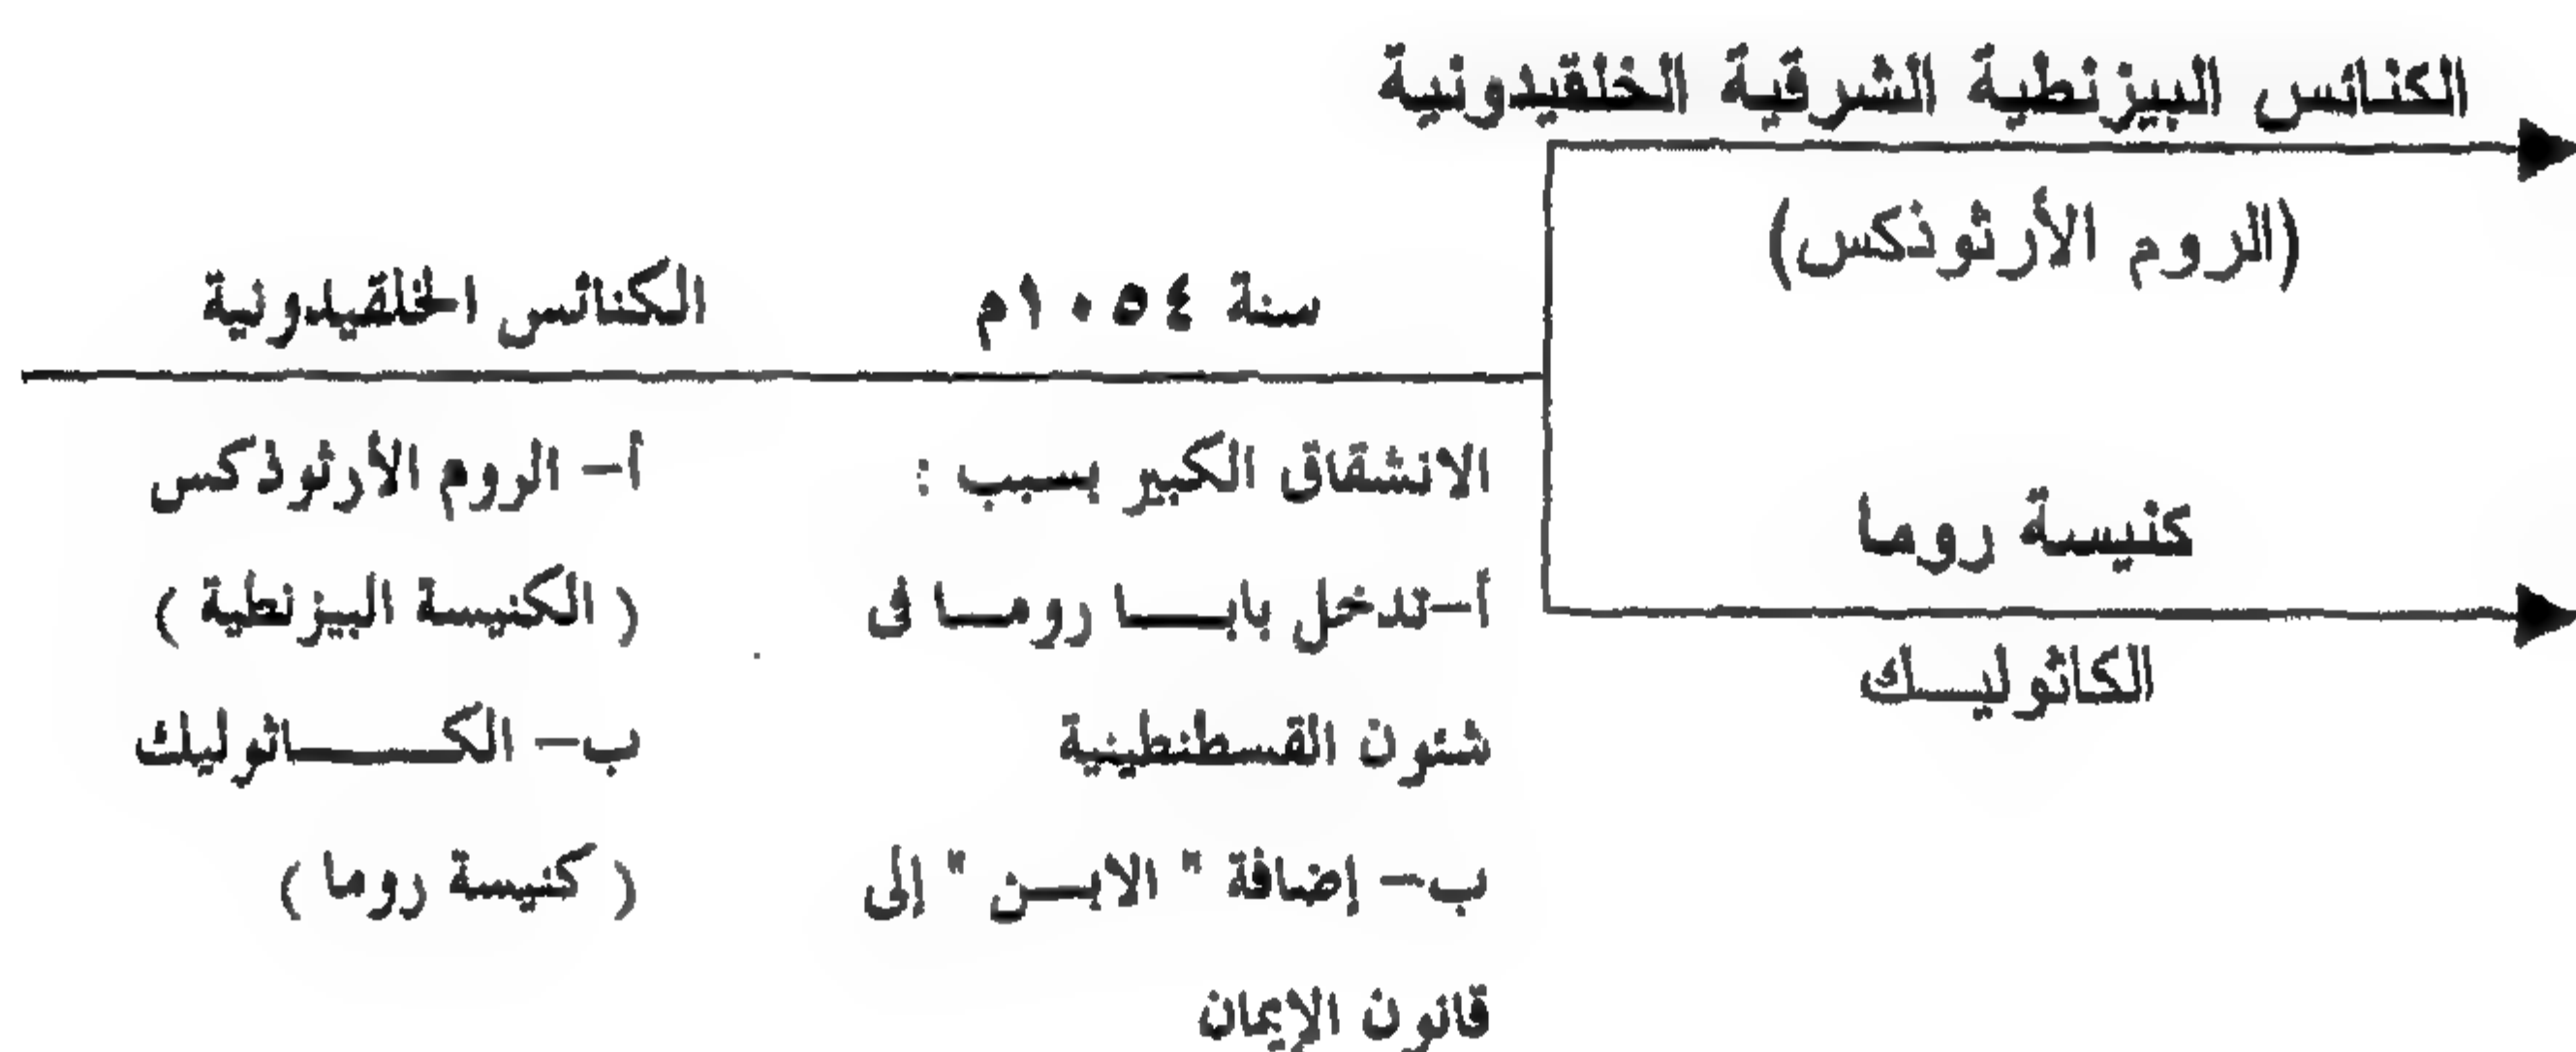 الكنائس البيزنطية الشرقية الخلقيدونية
(الروم الأرثوذكس)
كنيسة روما
الكاثوليسك
سنة ١٠٥٤م
الانشقاق الكبير بسبب :
أ-تدخل بابا روما فى
شئون القسطنطينية
ب- إضافة " الابن " إلى
قانون الإيمان
الكنائس الخلقيدونية
أ- الروم الأرثوذكس
( الكنيسة البيزنطية )
ب- الكاثوليك
( كنيسة روما )